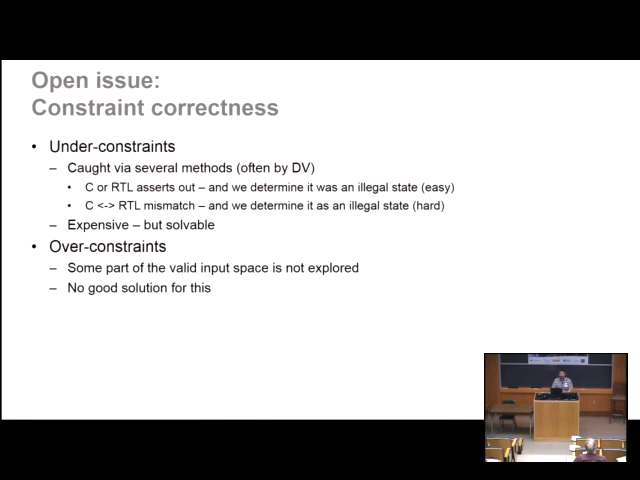 Open issue:
Constraint correctness
• Under-constraints
– Caught via several methods (often by DV)
• C or RTL asserts out – and we determine it was an illegal state (easy)
• C <-> RTL mismatch – and we determine it as an illegal state (hard)
– Expensive – but solvable
• Over-constraints
– Some part of the valid input space is not explored
– No good solution for this